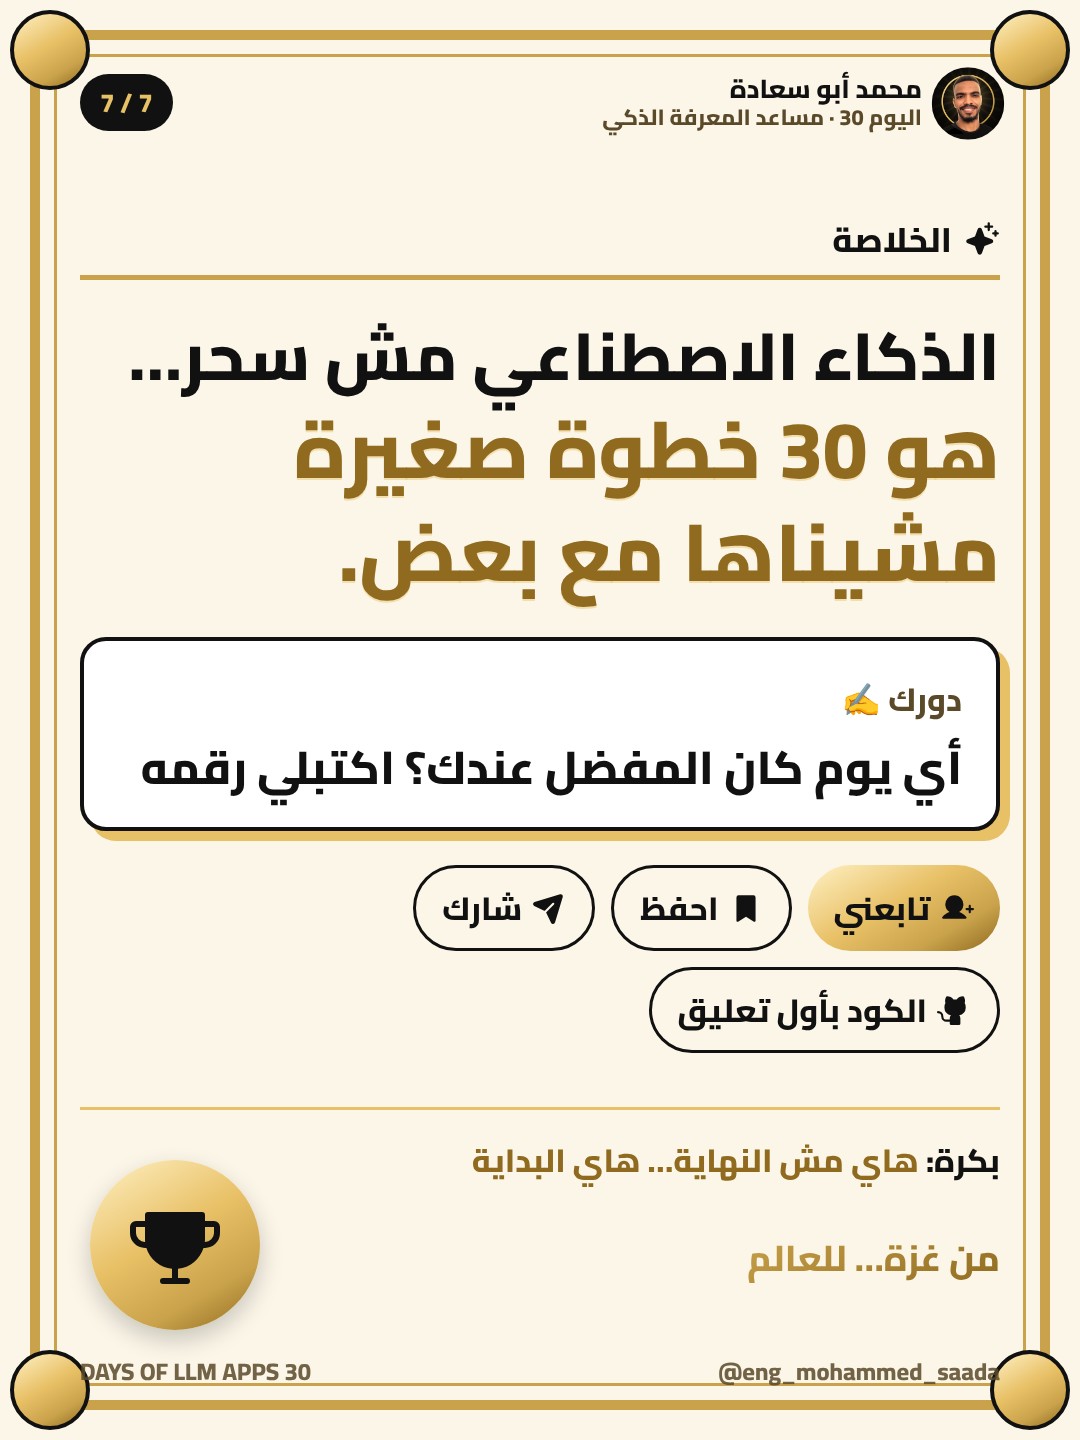 محمد أبو سعادة
اليوم 30 · مساعد المعرفة الذكي
7 / 7
الخلاصة
الذكاء الاصطناعي مش سحر...
هو 30 خطوة صغيرة
مشيناها مع بعض.
دورك ✍️
أي يوم كان المفضل عندك؟ اكتبلي رقمه
تابعني
احفظ
شارك
الكود بأول تعليق
بكرة: هاي مش النهاية... هاي البداية
من غزة... للعالم
@eng_mohammed_saada
DAYS OF LLM APPS 30